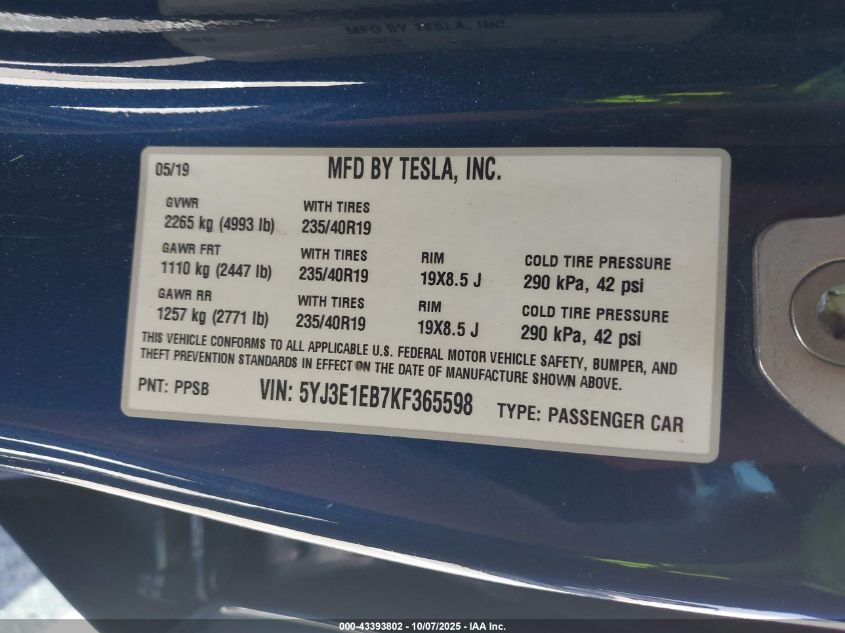 MFD BY TESLA, INC.
05/19
MFD BY TESLA, INC.
GVWR
2265 kg (4993 lb)
WITH TIRES
235/40R19
GAWR FRT
1110 kg (2447 lb)
WITH TIRES
235/40R19
RIM
19X8.5 J
COLD TIRE PRESSURE
290 kPa, 42 psi
GAWR RR
1257 kg (2771 lb)
WITH TIRES
235/40R19
RIM
19X8.5 J
COLD TIRE PRESSURE
290 kPa, 42 psi
THIS VEHICLE CONFORMS TO ALL APPLICABLE U.S. FEDERAL MOTOR VEHICLE SAFETY, BUMPER, AND
THEFT PREVENTION STANDARDS IN EFFECT ON THE DATE OF MANUFACTURE SHOWN ABOVE.
PNT: PPSB
VIN: 5YJ3E1EB7KF365598
TYPE: PASSENGER CAR
000-43393802 - 10/07/2025 - IAA Inc.